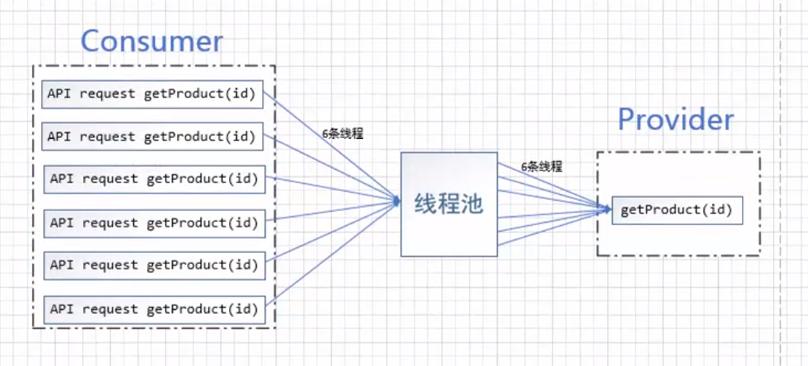 Consumer
API request getProduct(id)
API request getProduct(id)
API request getProduct(id)
API request getProduct(id)
API request getProduct(id)
API request getProduct(id)
6条线程
线程池
6条线程
Provider
getProduct(id)